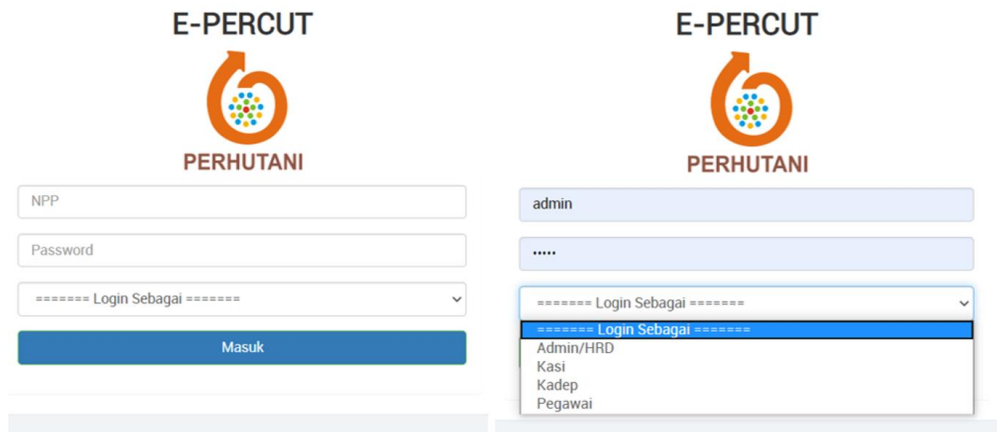 E-PERCUT
PERHUTANI
NPP
Password
======= Login Sebagai =======
Masuk
E-PERCUT
PERHUTANI
admin
•••••
======= Login Sebagai =======
======= Login Sebagai =======
Admin/HRD
Kasi
Kadep
Pegawai